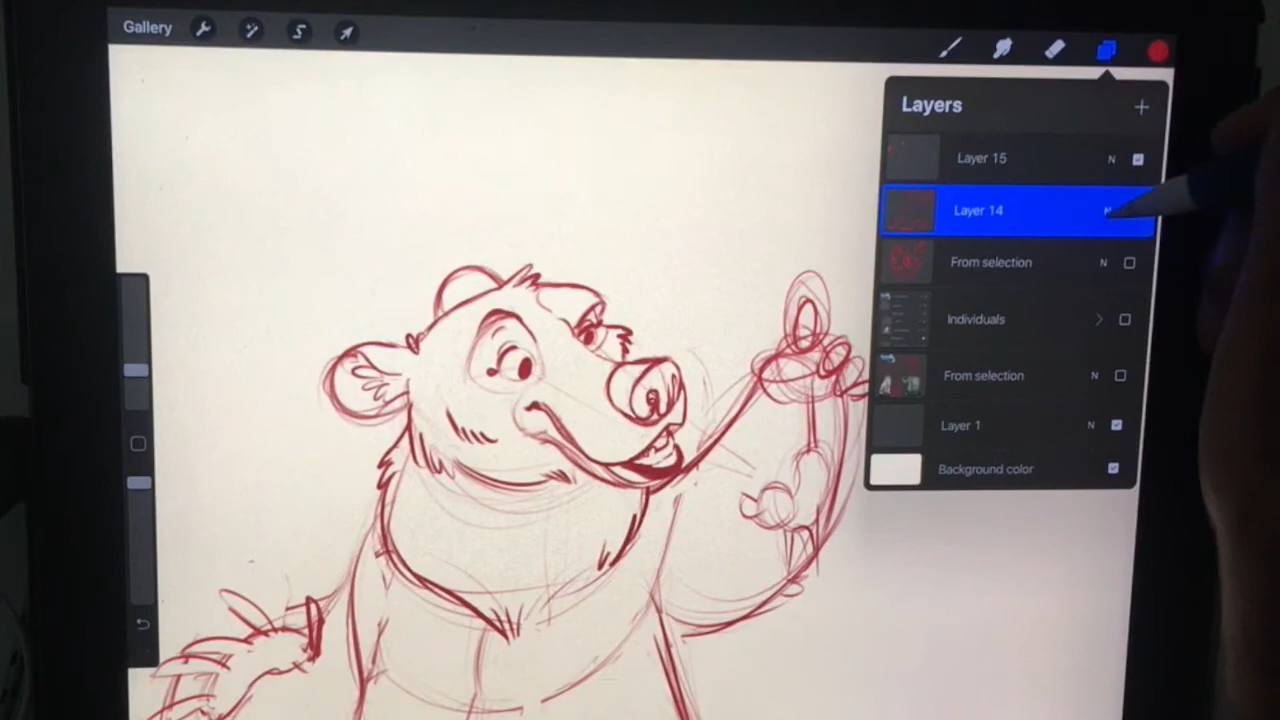 Gallery
Layers
Layer 15 N
Layer 14 N
From selection N
Individuals
From selection N
Layer 1 N
Background color